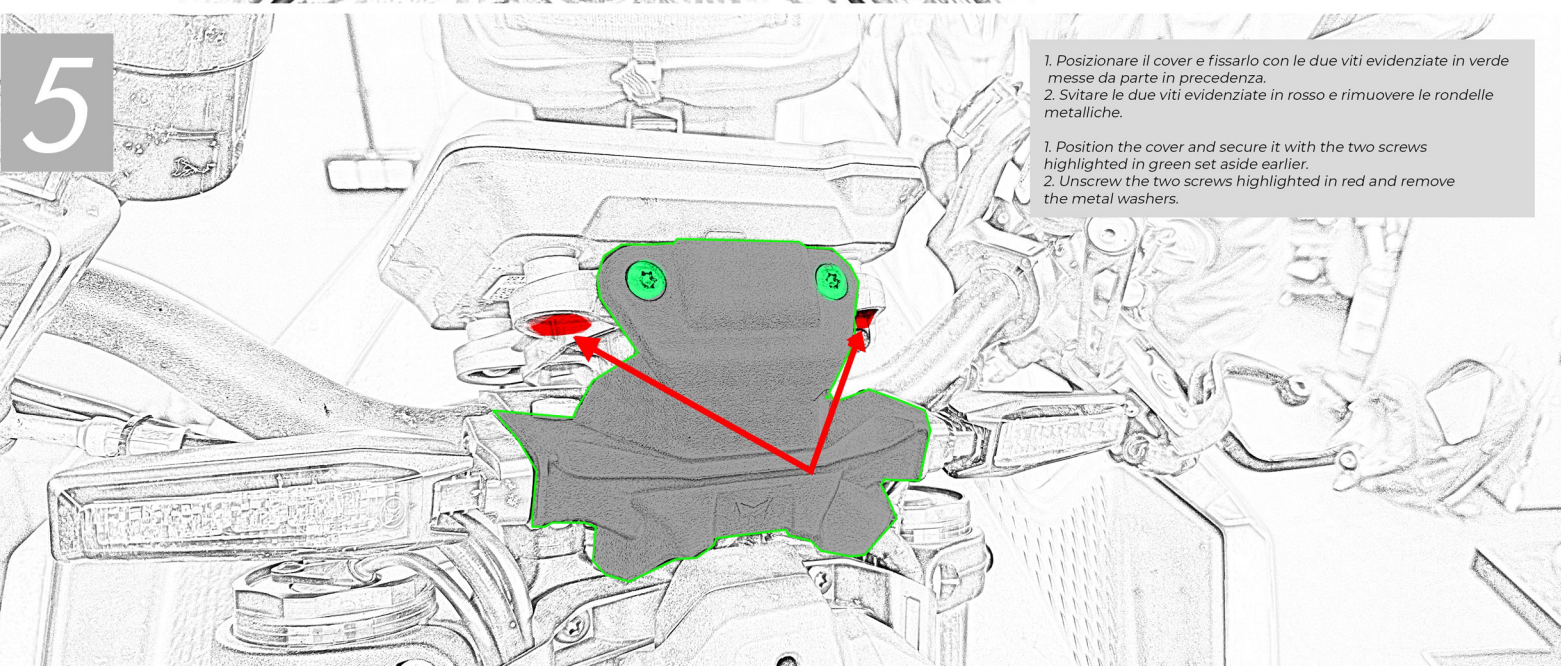 5
1. Posizionare il cover e fissarlo con le due viti evidenziate in verde
messe da parte in precedenza.
2. Svitare le due viti evidenziate in rosso e rimuovere le rondelle
metalliche.
1. Position the cover and secure it with the two screws
highlighted in green set aside earlier.
2. Unscrew the two screws highlighted in red and remove
the metal washers.